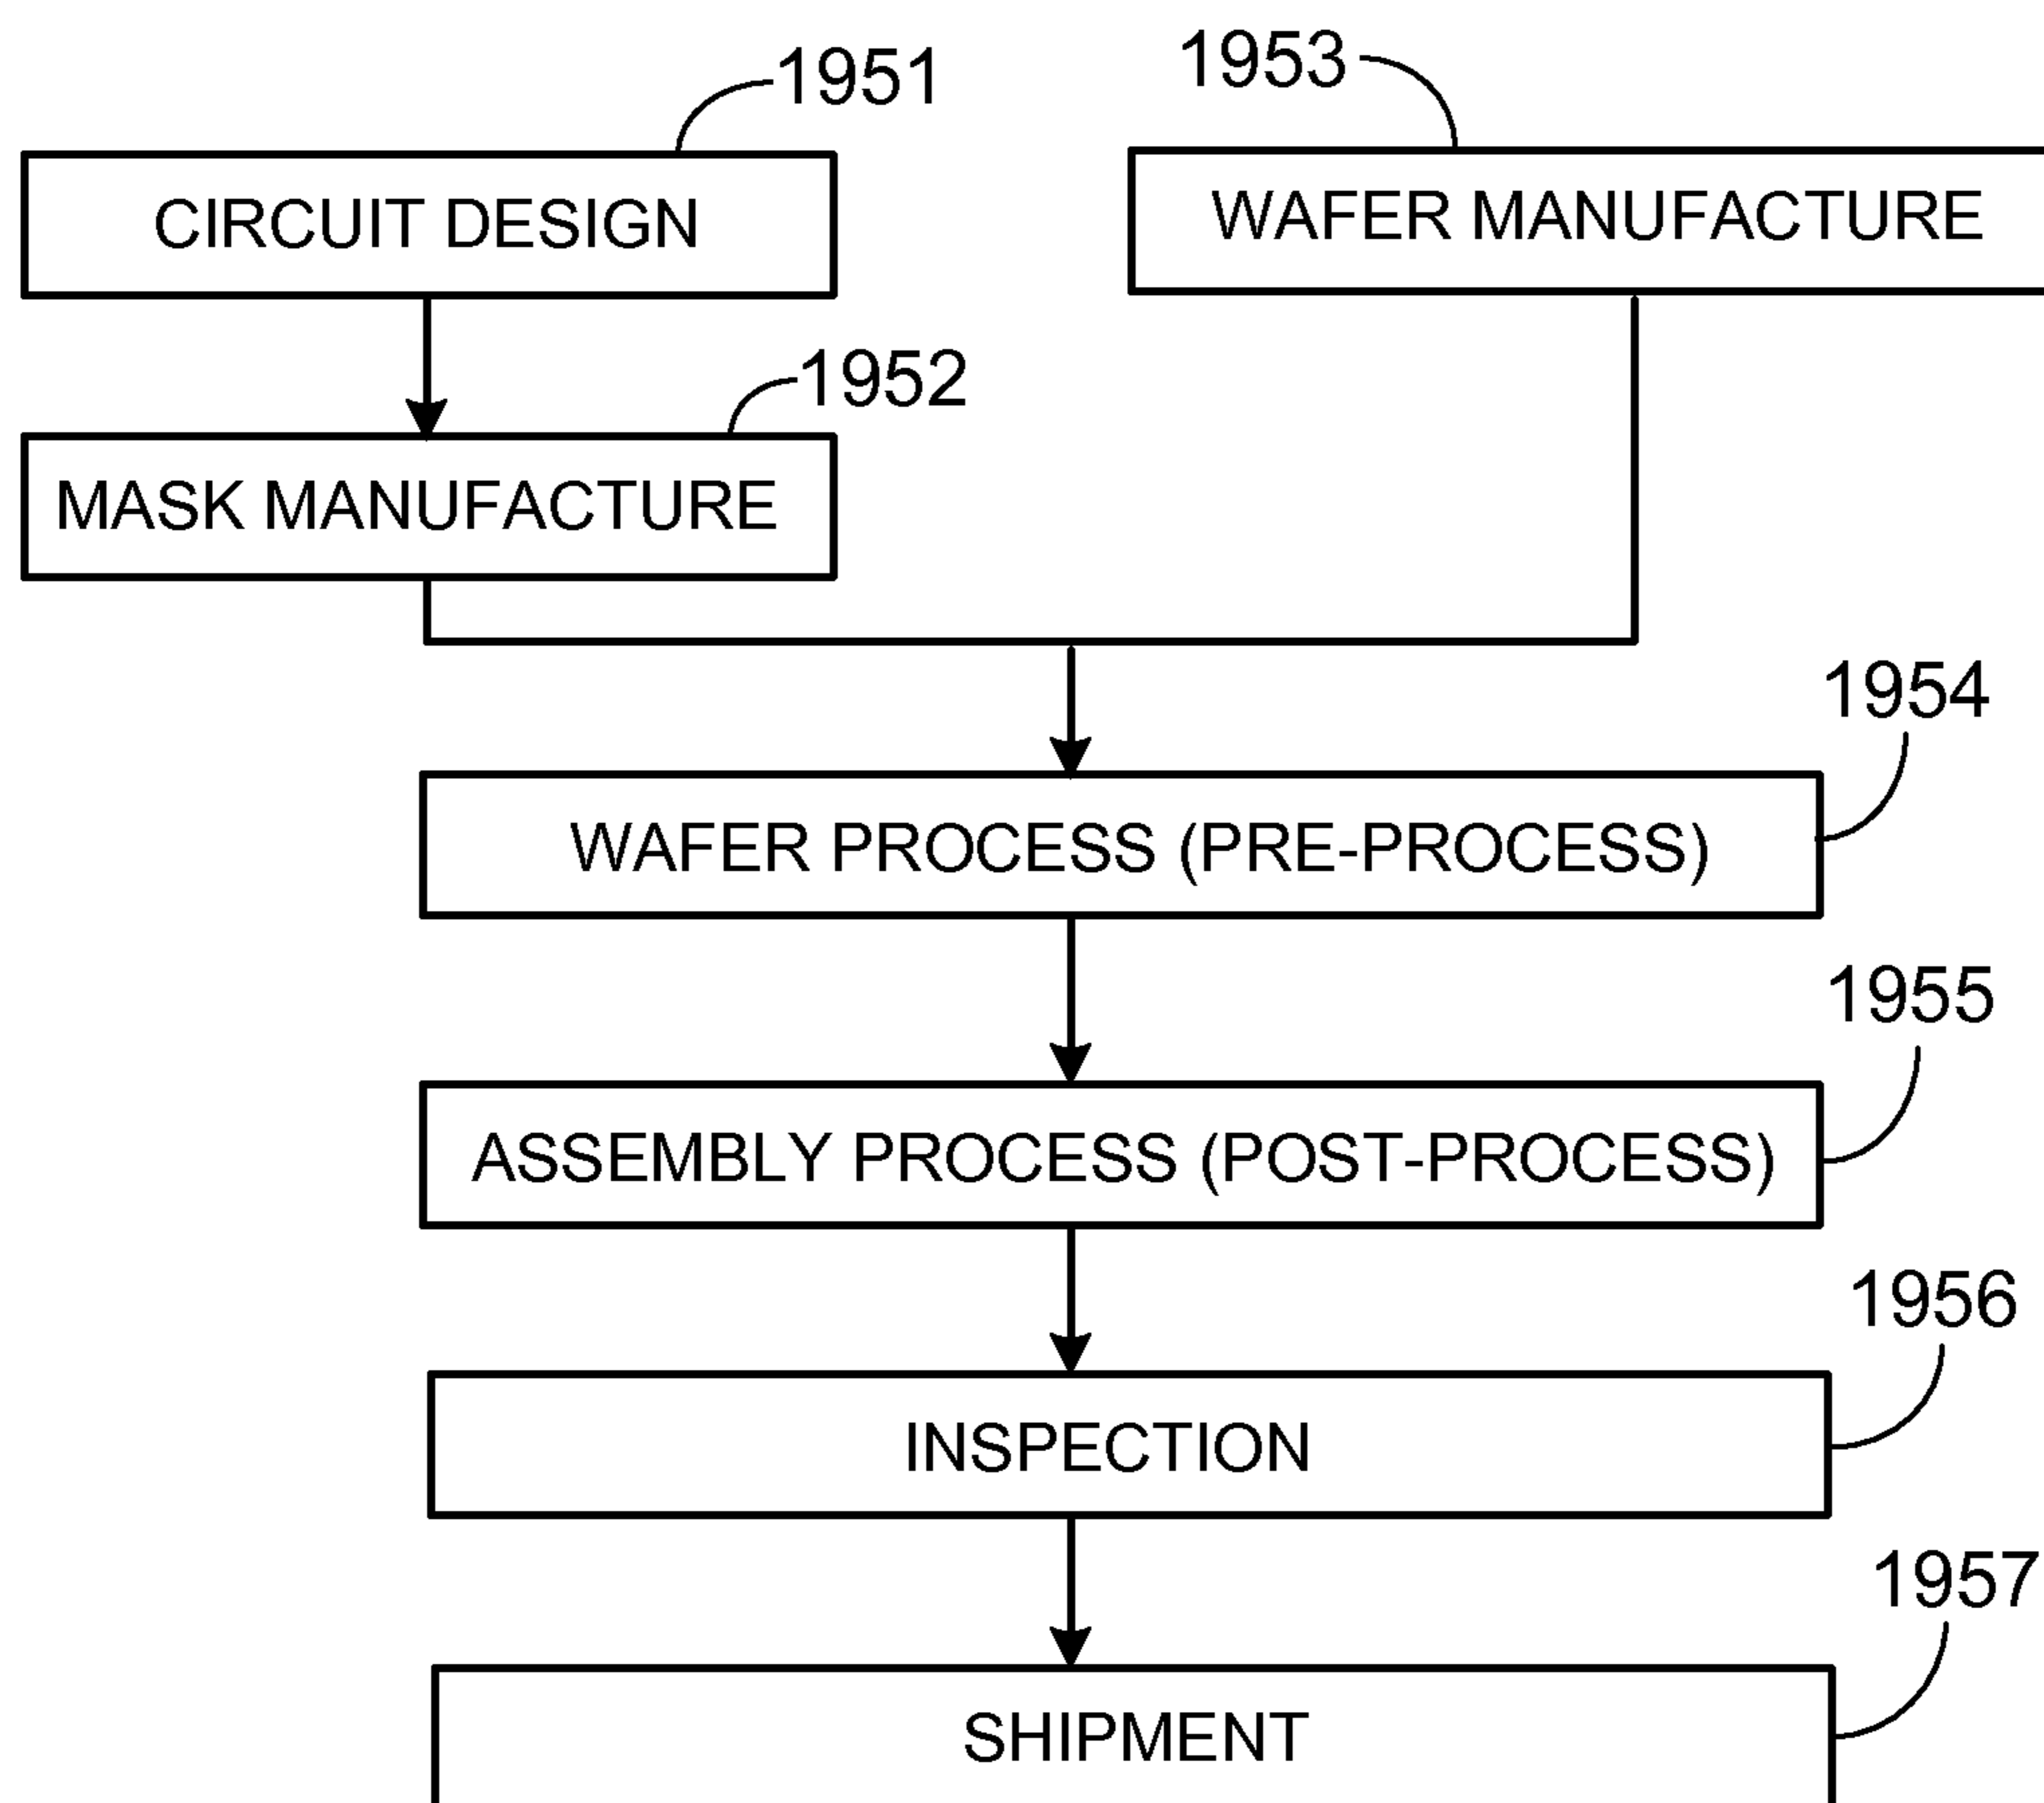 1951
1953
CIRCUIT DESIGN
WAFER MANUFACTURE
1952
MASK MANUFACTURE
1954
WAFER PROCESS (PRE-PROCESS)
1955
ASSEMBLY PROCESS (POST-PROCESS)
1956
INSPECTION
1957
SHIPMENT